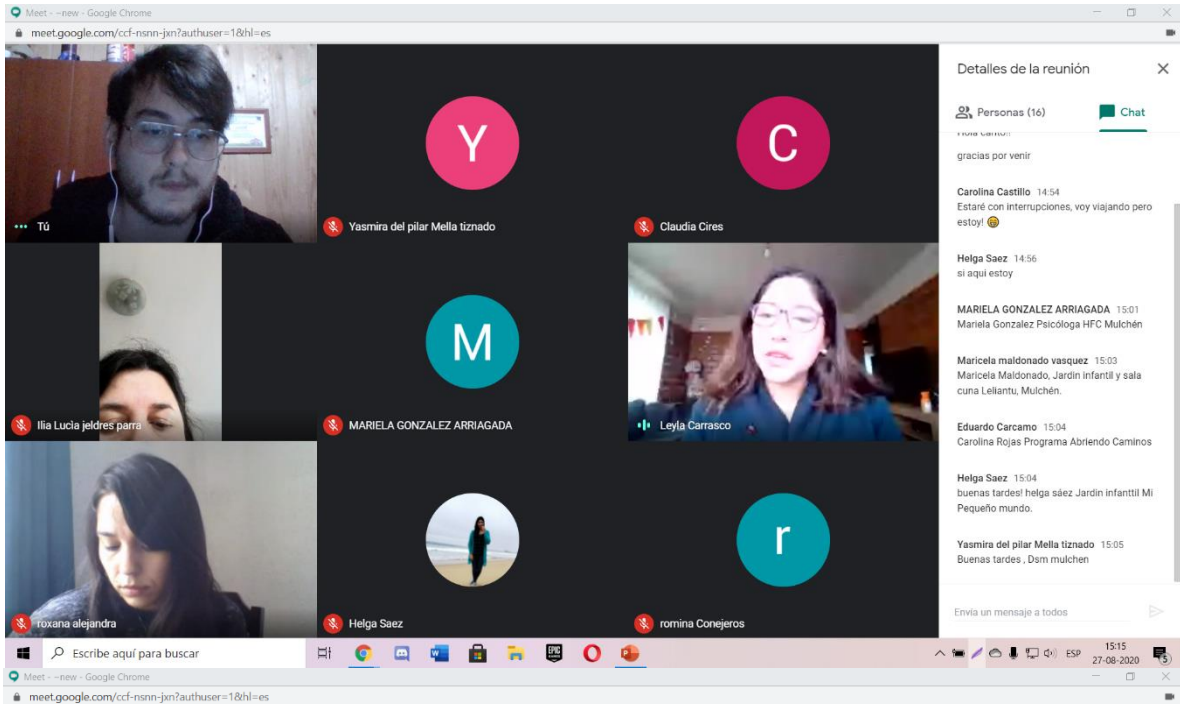 Meet - ~new - Google Chrome
meet.google.com/ccf-nsnn-jxn?authuser=1&hl=es
Tú
Y
Yasmira del pilar Mella tiznado
C
Claudia Cires
Ilia Lucìa jeldres parra
M
MARIELA GONZALEZ ARRIAGADA
Leyla Carrasco
roxana alejandra
Helga Saez
r
romina Conejeros
Detalles de la reunión
Personas (16)
Chat
gracias por venir
Carolina Castillo 14:54
Estaré con interrupciones, voy viajando pero
estoy!
Helga Saez 14:56
si aqui estoy
MARIELA GONZALEZ ARRIAGADA 15:01
Mariela Gonzalez Psicóloga HFC Mulchén
Maricela maldonado vasquez 15:03
Maricela Maldonado, Jardin infantil y sala
cuna Leliantu, Mulchén.
Eduardo Carcamo 15:04
Carolina Rojas Programa Abriendo Caminos
Helga Saez 15:04
buenas tardes! helga sáez Jardin infanttil Mi
Pequeño mundo.
Yasmira del pilar Mella tiznado 15:05
Buenas tardes , Dsm mulchen
Envía un mensaje a todos
Escribe aquí para buscar
EPIC
ESP
15:15
27-08-2020
5
Meet - ~new - Google Chrome
meet.google.com/ccf-nsnn-jxn?authuser=1&hl=es